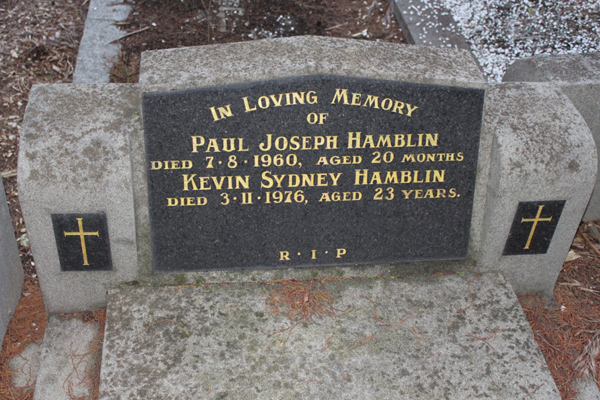 IN LOVING MEMORY
OF
PAUL JOSEPH HAMBLIN
DIED 7·8·1960, AGED 20 MONTHS
KEVIN SYDNEY HAMBLIN
DIED 3·11·1976, AGED 23 YEARS.
R·I·P